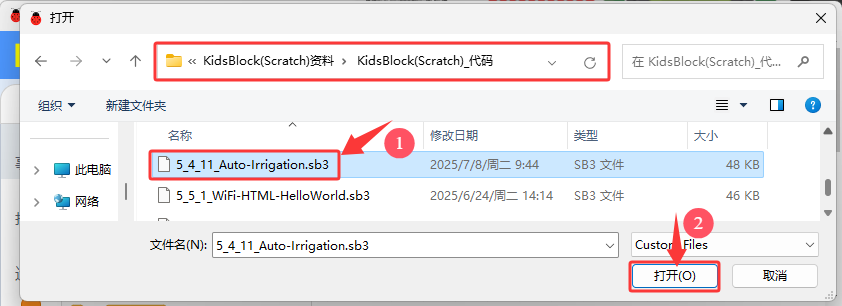 打开
« KidsBlock(Scratch)资料 › KidsBlock(Scratch)_代码
在 KidsBlock(Scratch)_代...
组织 新建文件夹
名称 修改日期 类型 大小
1
此电脑
5_4_11_Auto-Irrigation.sb3 2025/7/8/周二 9:44 SB3 文件 48 KB
网络
5_5_1_WiFi-HTML-HelloWorld.sb3 2025/6/24/周二 14:14 SB3 文件 46 KB
2
文件名(N): 5_4_11_Auto-Irrigation.sb3 Custom Files
打开(O) 取消